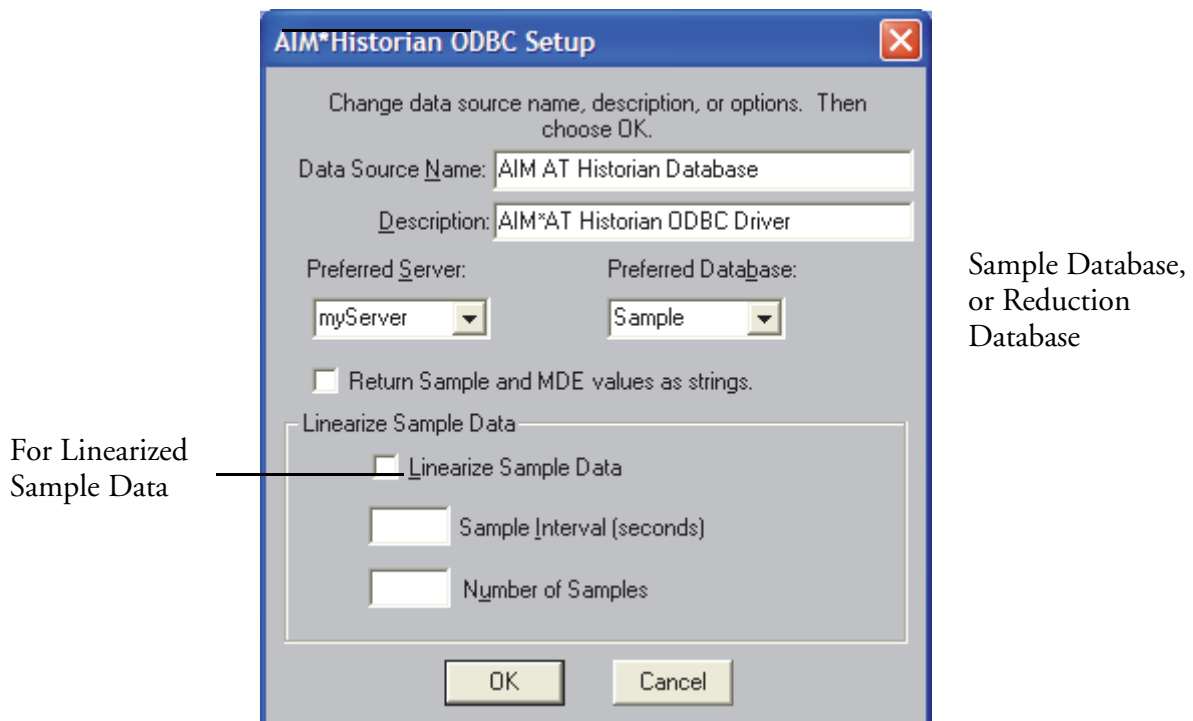 AIM*Historian ODBC Setup
Change data source name, description, or options. Then
choose OK.
Data Source Name: AIM AT Historian Database
Description: AIM*AT Historian ODBC Driver
Preferred Server: Preferred Database:
myServer Sample
Sample Database,
or Reduction
Database
Return Sample and MDE values as strings.
Linearize Sample Data
For Linearized
Sample Data
Linearize Sample Data
Sample Interval (seconds)
Number of Samples
OK Cancel